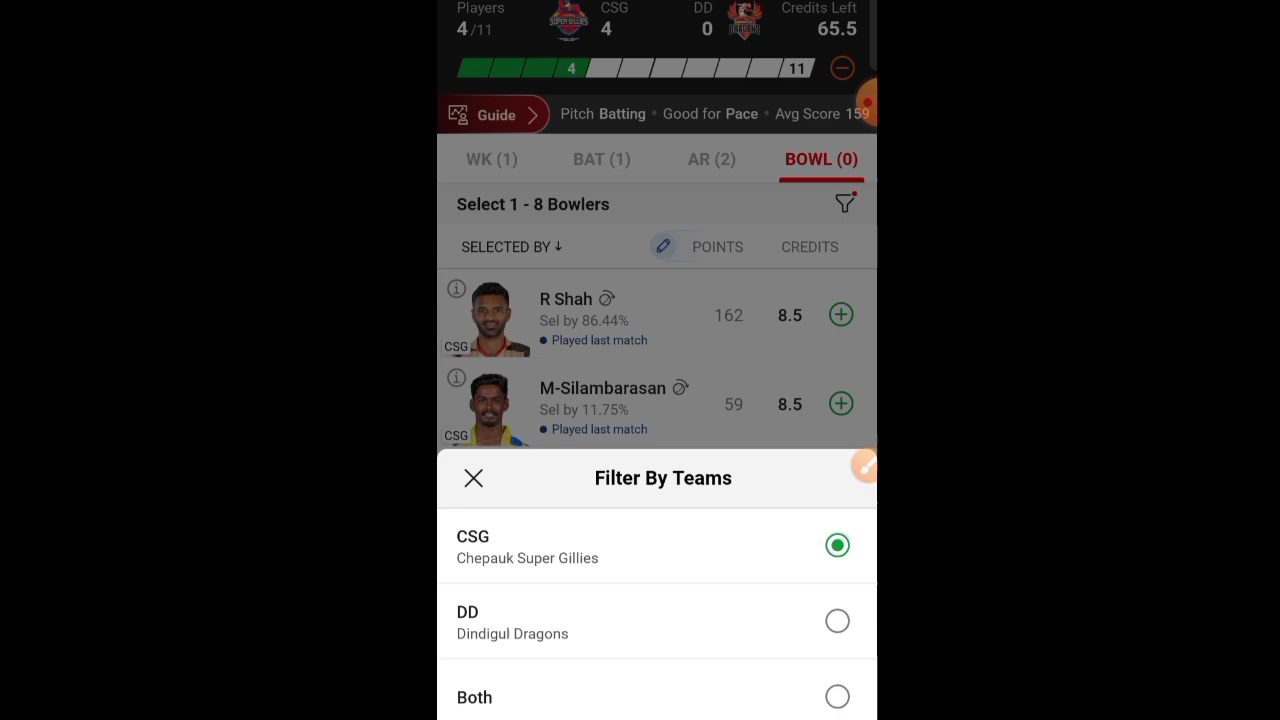 Players CSG DD Credits Left
4/11 4 0 65.5
SUPER GILLIES
DRAGONS
4 11
Guide Pitch Batting • Good for Pace • Avg Score 159
WK (1) BAT (1) AR (2) BOWL (0)
Select 1 - 8 Bowlers
SELECTED BY ↓ POINTS CREDITS
R Shah
Sel by 86.44% 162 8.5
CSG Played last match
M-Silambarasan
Sel by 11.75% 59 8.5
CSG Played last match
Filter By Teams
CSG
Chepauk Super Gillies
DD
Dindigul Dragons
Both